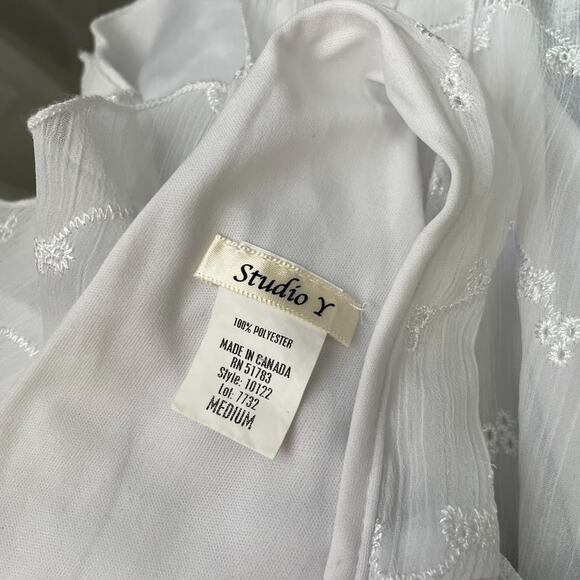 Studio Y
100% POLYESTER
MADE IN CANADA
RN 51783
Style: 10122
Lot: 7732
MEDIUM